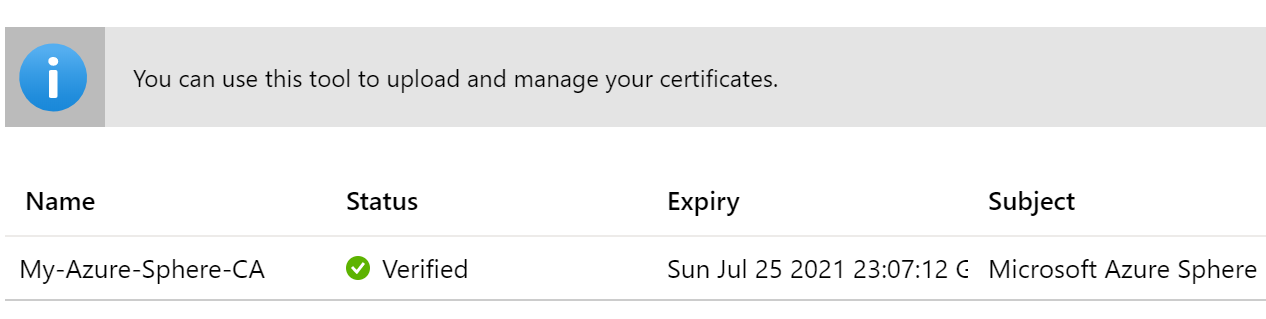 You can use this tool to upload and manage your certificates.
Name Status Expiry Subject
My-Azure-Sphere-CA Verified Sun Jul 25 2021 23:07:12 Microsoft Azure Sphere